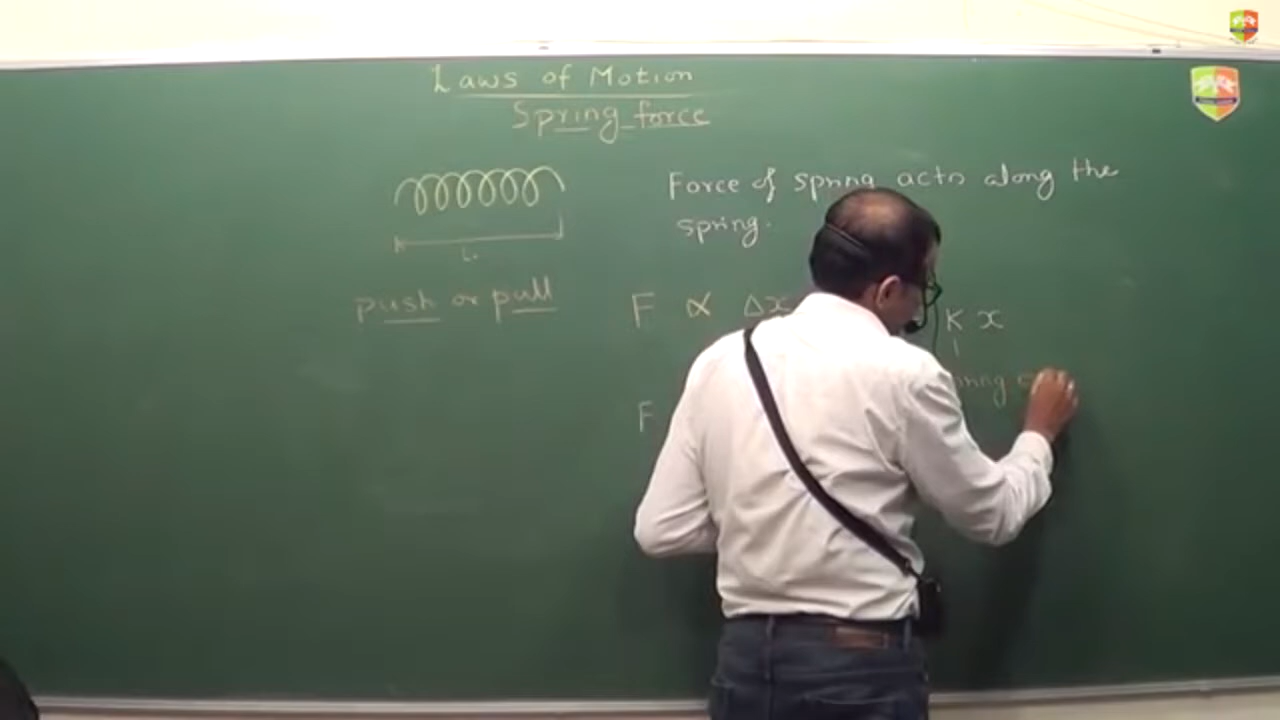 Laws of Motion
Spring force
Force of spring acts along the
spring.
L.
push or pull
F ∝ Δx
K x
F